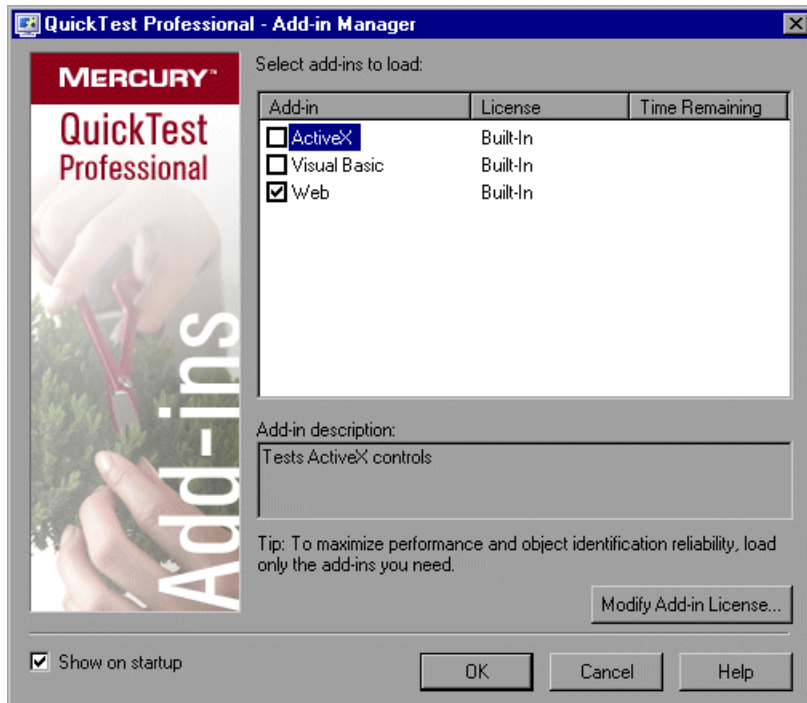 QuickTest Professional - Add-in Manager
MERCURY™
QuickTest
Professional
Add-ins
Select add-ins to load:
Add-in License Time Remaining
ActiveX Built-In
Visual Basic Built-In
Web Built-In
Add-in description:
Tests ActiveX controls
Tip: To maximize performance and object identification reliability, load
only the add-ins you need.
Modify Add-in License...
Show on startup
OK Cancel Help